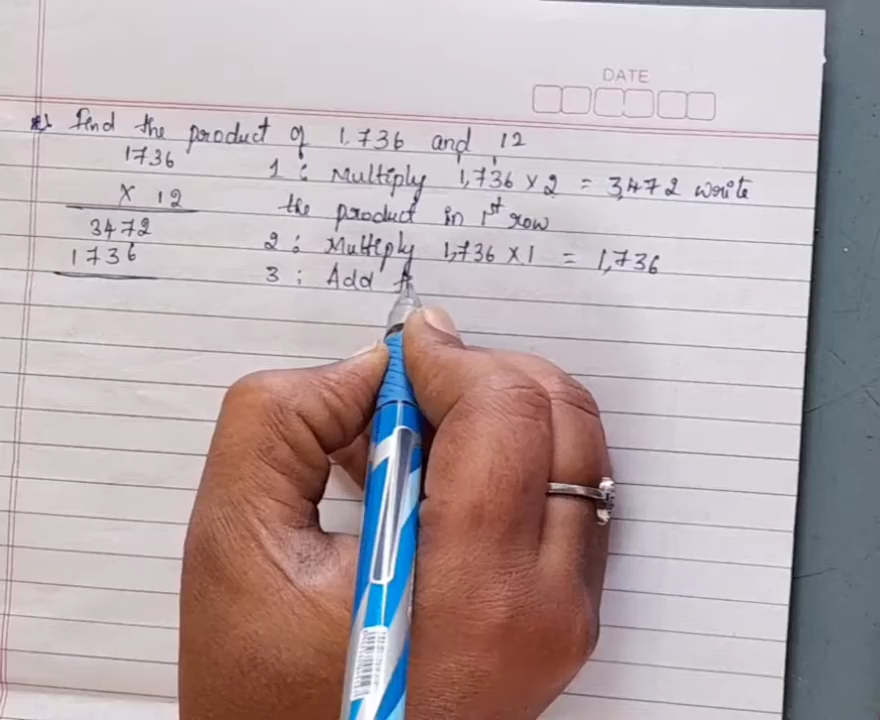 DATE
Find the product of 1,736 and 12
1736
X 12
3472
1736
1 : Multiply 1,736 x 2 = 3,472 write
the product in 1st row
2 : Multiply 1,736 x 1 = 1,736
3 : Add